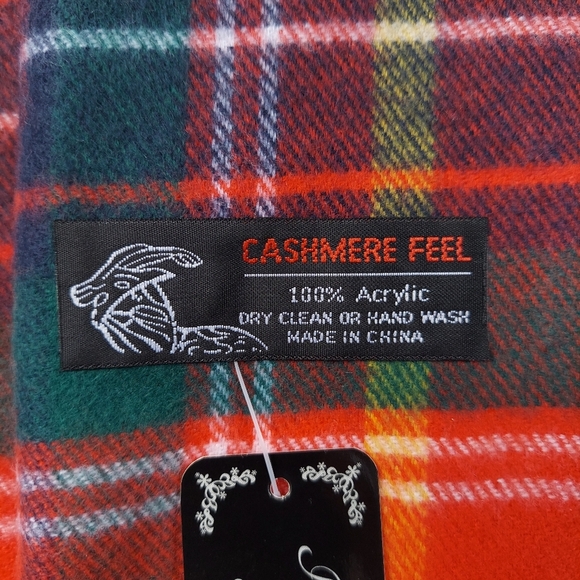 CASHMERE FEEL
100% Acrylic
DRY CLEAN OR HAND WASH
MADE IN CHINA